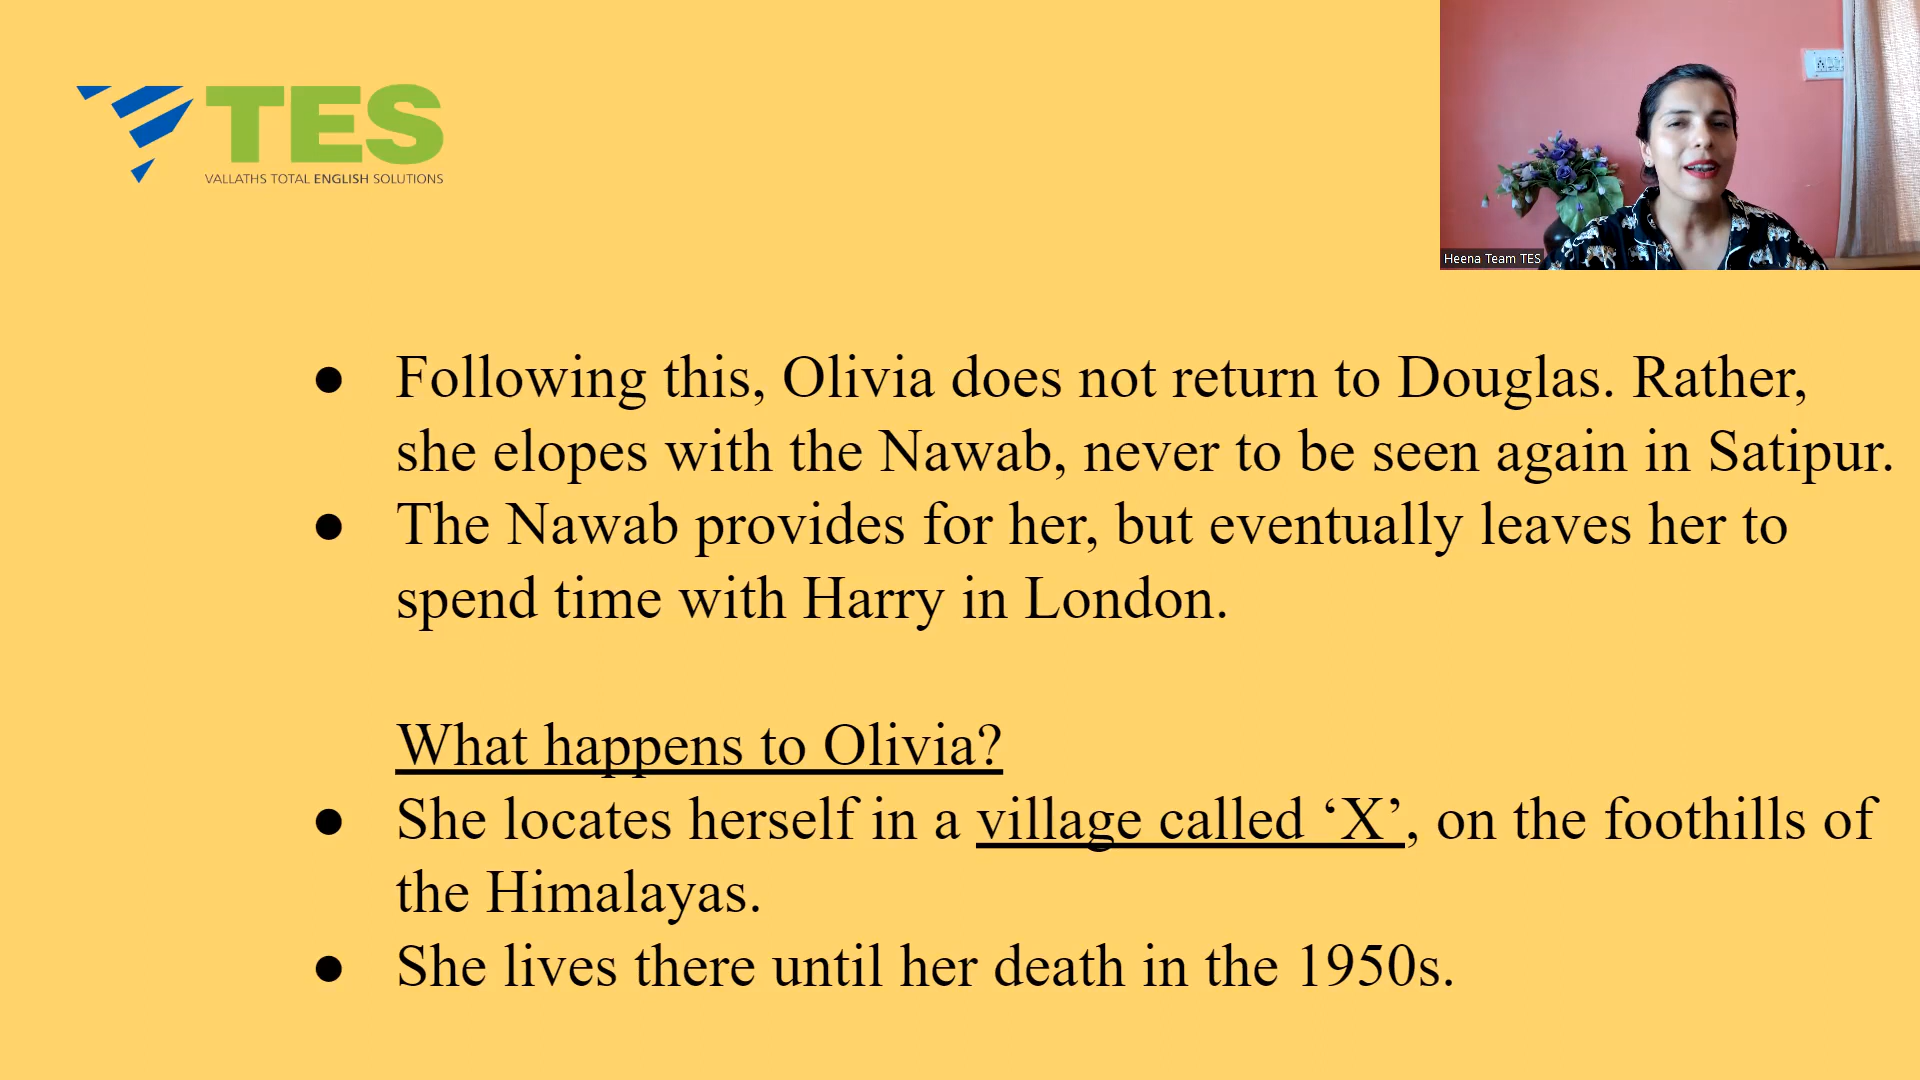 TES
VALLATHS TOTAL ENGLISH SOLUTIONS
Heena Team TES
● Following this, Olivia does not return to Douglas. Rather,
she elopes with the Nawab, never to be seen again in Satipur.
● The Nawab provides for her, but eventually leaves her to
spend time with Harry in London.
What happens to Olivia?
● She locates herself in a village called ‘X’, on the foothills of
the Himalayas.
● She lives there until her death in the 1950s.